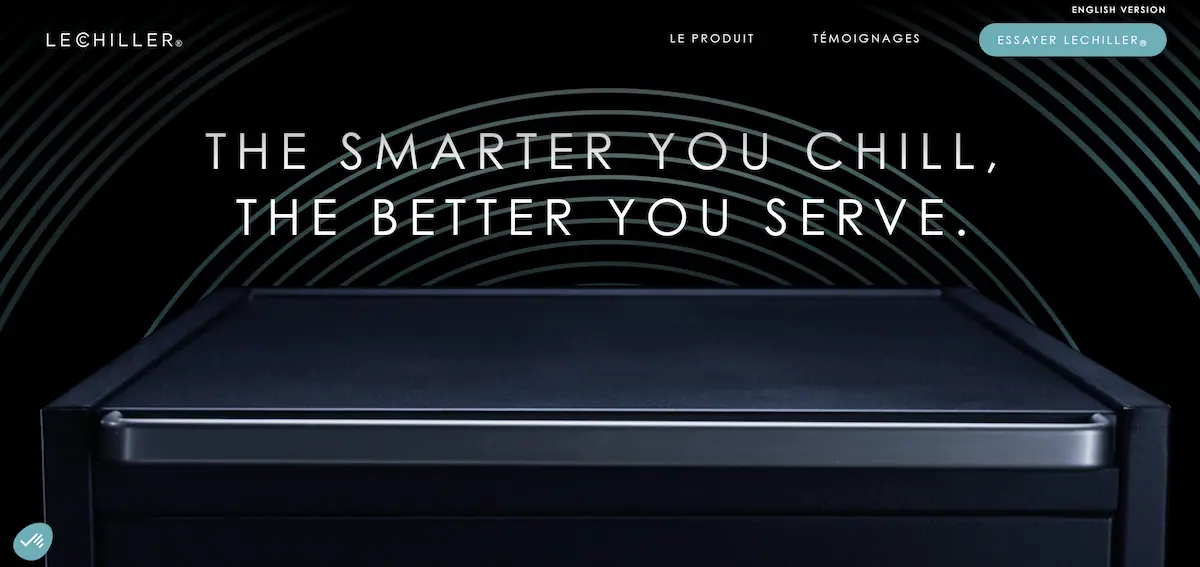 ENGLISH VERSION
LECHILLER®
LE PRODUIT
TÉMOIGNAGES
ESSAYER LECHILLER®
THE SMARTER YOU CHILL,
THE BETTER YOU SERVE.